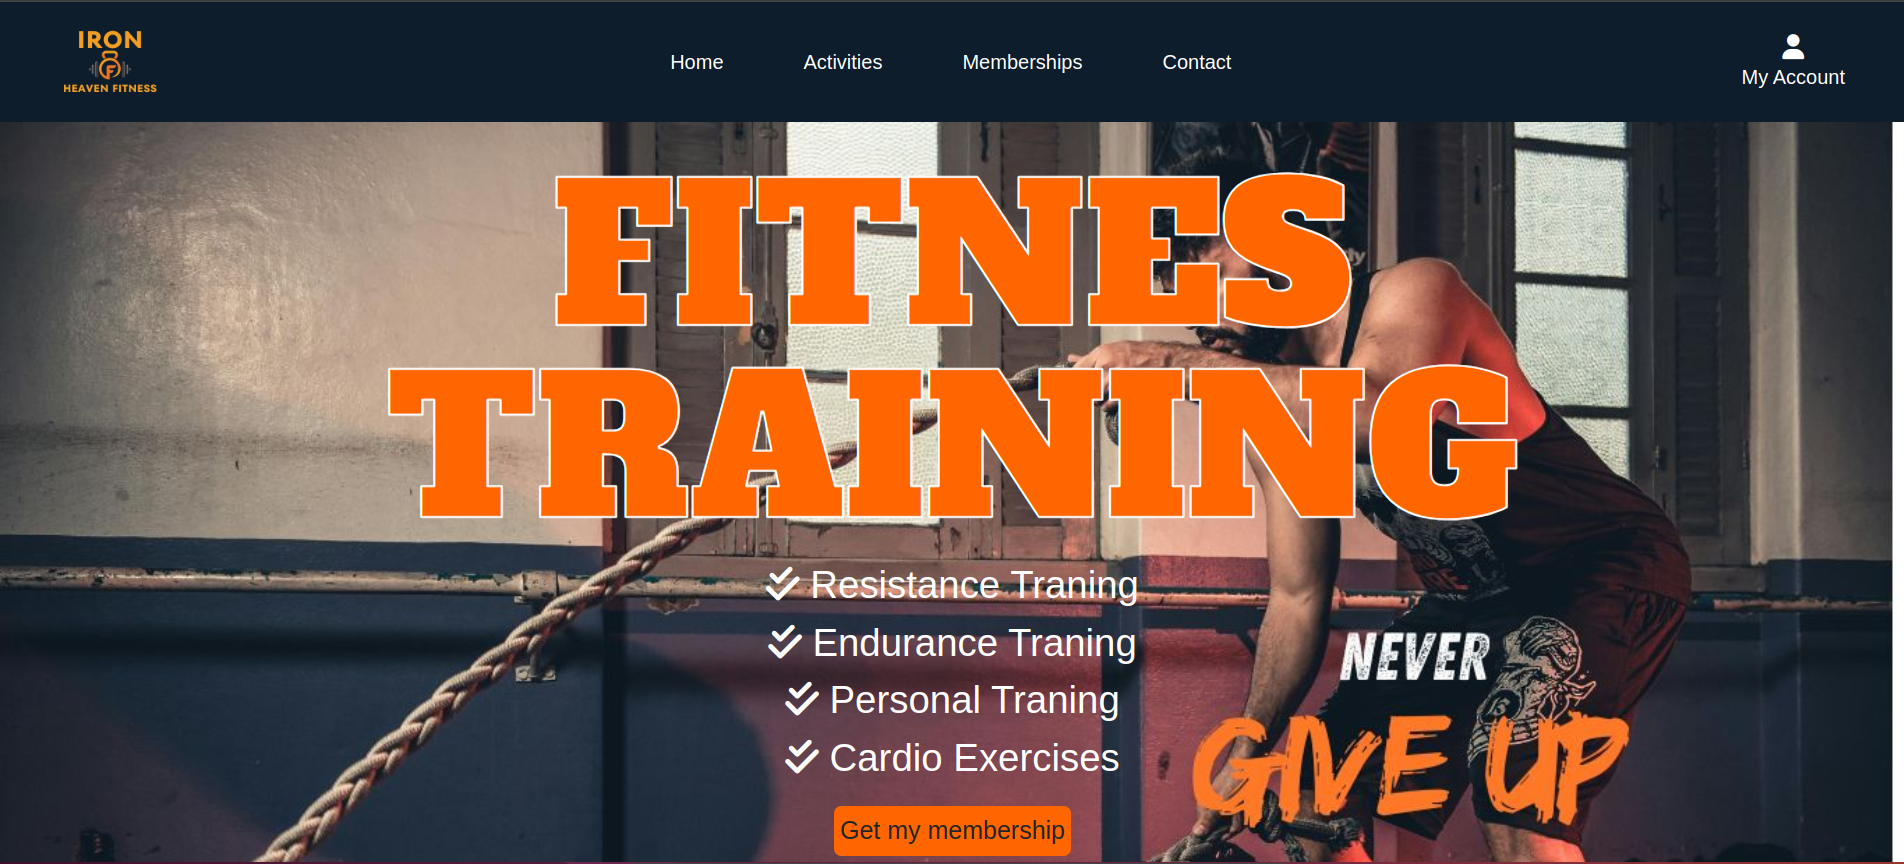 IRON
HEAVEN FITNESS
Home
Activities
Memberships
Contact
My Account
FITNES
TRAINING
Resistance Traning
Endurance Traning
Personal Traning
Cardio Exercises
NEVER
GIVE UP
Get my membership